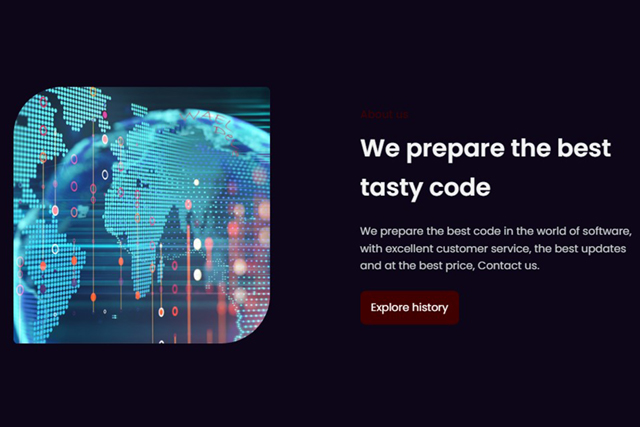 About us
We prepare the best
tasty code
We prepare the best code in the world of software,
with excellent customer service, the best updates
and at the best price, Contact us.
Explore history